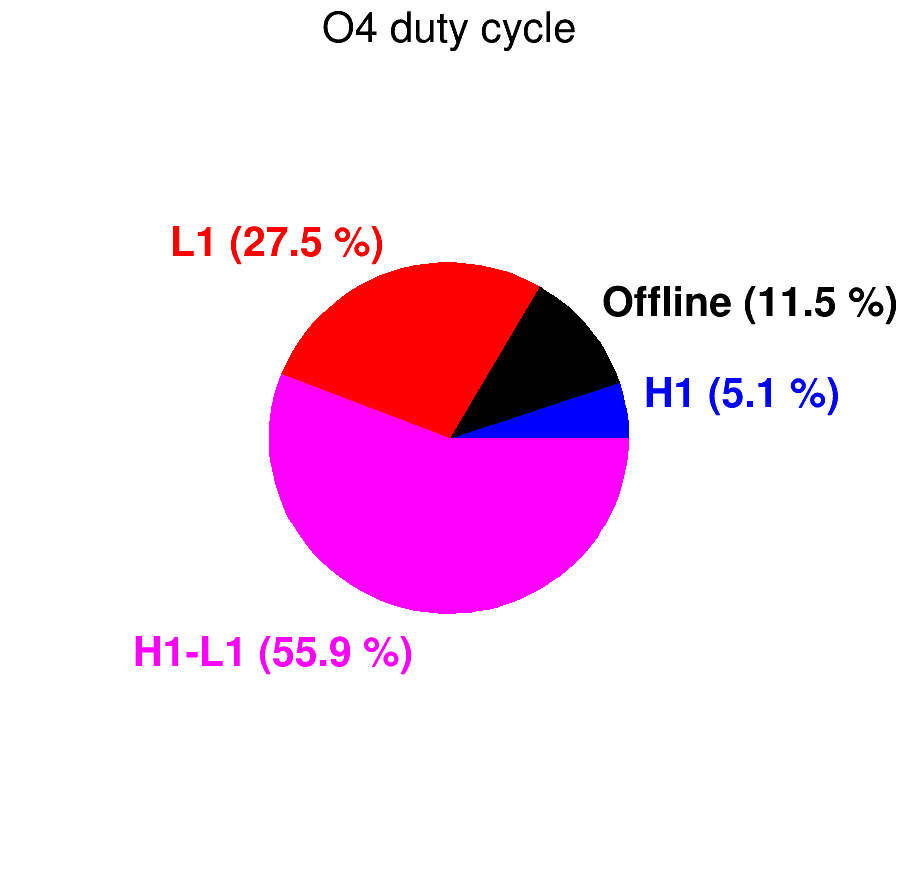 O4 duty cycle
L1 (27.5 %)
Offline (11.5 %)
H1 (5.1 %)
H1-L1 (55.9 %)